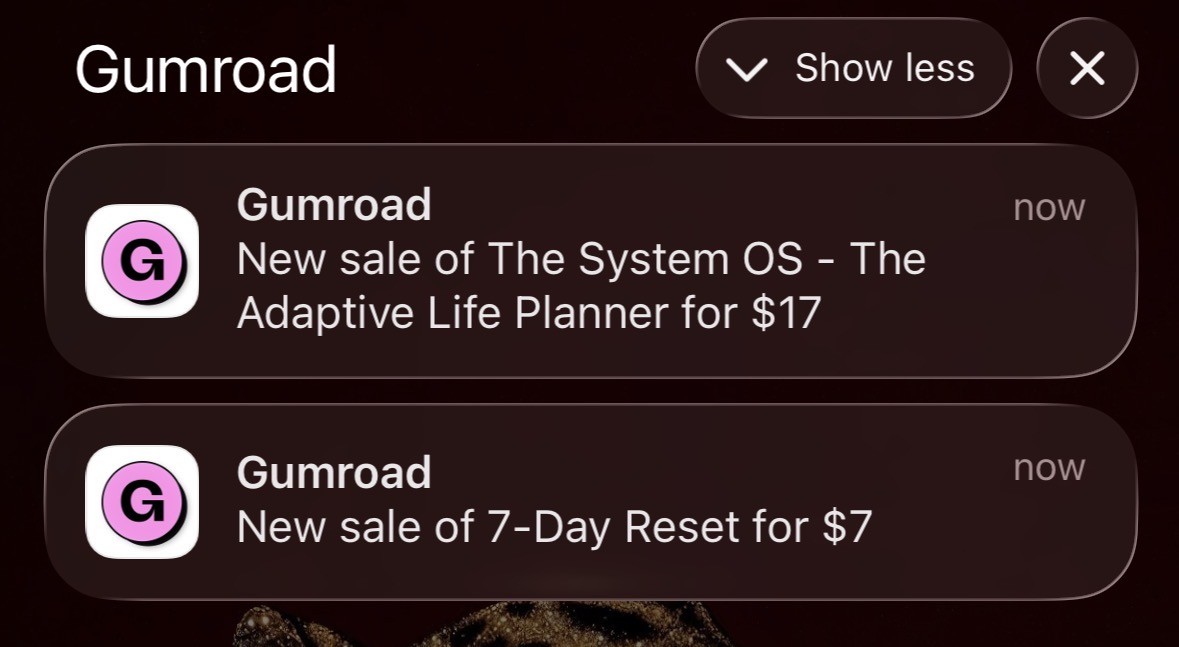 Gumroad
Show less
Gumroad
now
New sale of The System OS - The
Adaptive Life Planner for $17
Gumroad
now
New sale of 7-Day Reset for $7